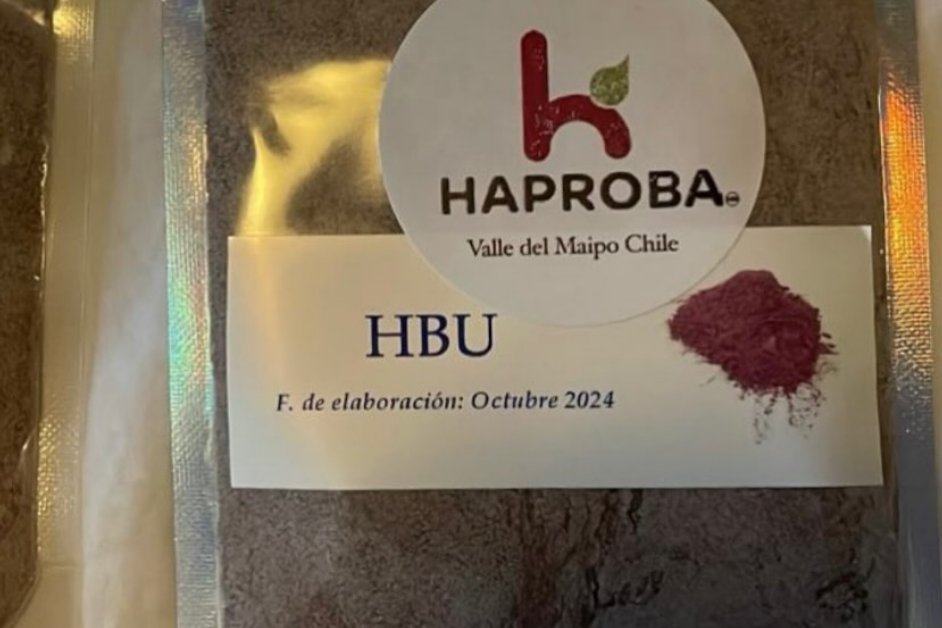 HAPROBA
Valle del Maipo Chile
HBU
F. de elaboración: Octubre 2024